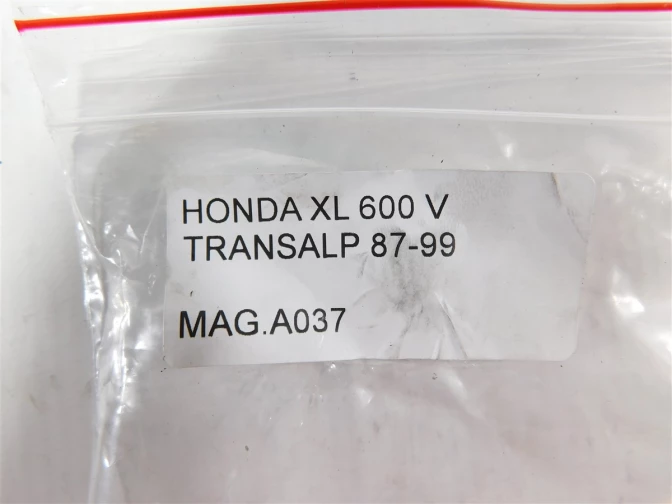 HONDA XL 600 V
TRANSALP 87-99
MAG.A037